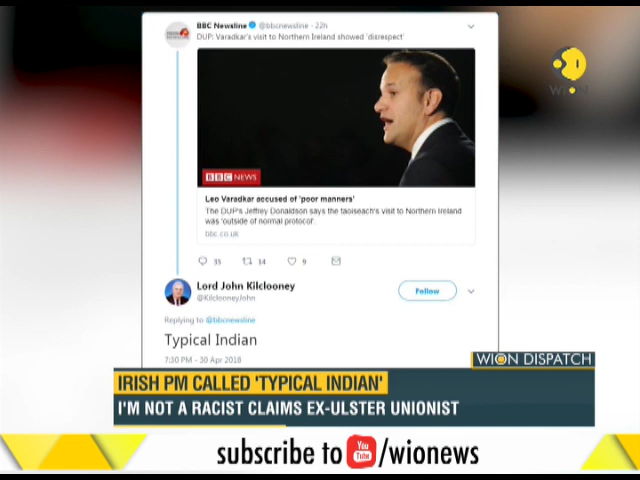 BBC Newsline @bbcnewsline · 22h
DUP: Varadkar's visit to Northern Ireland showed 'disrespect'
WION
BBC NEWS
Leo Varadkar accused of 'poor manners'
The DUP's Jeffrey Donaldson says the taoiseach's visit to Northern Ireland
was 'outside of normal protocol'.
bbc.co.uk
35 14 9
Lord John Kilclooney
@KilclooneyJohn
Follow
Replying to @bbcnewsline
Typical Indian
7:30 PM - 30 Apr 2018
WION DISPATCH
IRISH PM CALLED 'TYPICAL INDIAN'
I'M NOT A RACIST CLAIMS EX-ULSTER UNIONIST
subscribe to You Tube /wionews